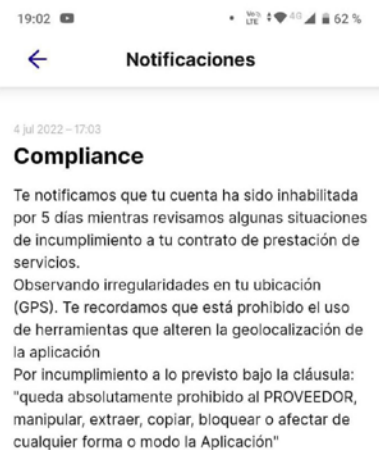 19:02 62 %
Notificaciones
4 jul 2022 – 17:03
Compliance
Te notificamos que tu cuenta ha sido inhabilitada
por 5 días mientras revisamos algunas situaciones
de incumplimiento a tu contrato de prestación de
servicios.
Observando irregularidades en tu ubicación
(GPS). Te recordamos que está prohibido el uso
de herramientas que alteren la geolocalización de
la aplicación
Por incumplimiento a lo previsto bajo la cláusula:
"queda absolutamente prohibido al PROVEEDOR,
manipular, extraer, copiar, bloquear o afectar de
cualquier forma o modo la Aplicación"